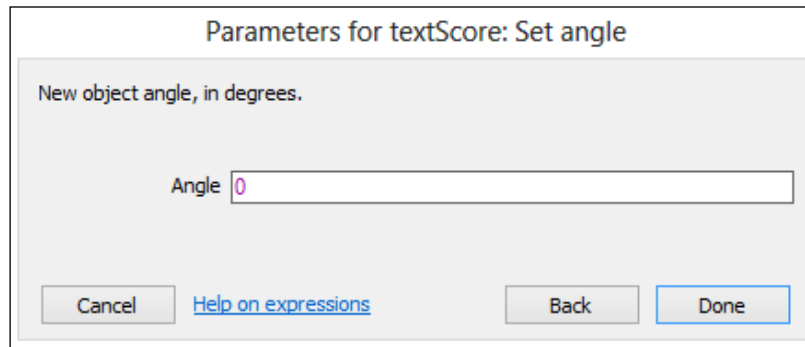 Parameters for textScore: Set angle
New object angle, in degrees.
Angle 0
Cancel Help on expressions Back Done